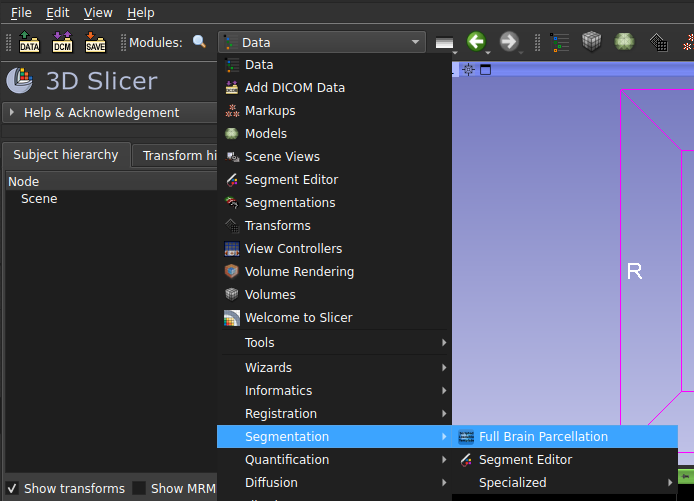 File Edit View Help
DATA DCM SAVE Modules: Data
3D Slicer
Help & Acknowledgement
Subject hierarchy Transform hi
Node
Scene
Data
Add DICOM Data
Markups
Models
Scene Views
Segment Editor
Segmentations
Transforms
View Controllers
Volume Rendering
Volumes
Welcome to Slicer
Tools
Wizards
Informatics
Registration
Segmentation
Quantification
Diffusion
Full Brain Parcellation
Segment Editor
Specialized
R
Show transforms Show MRM